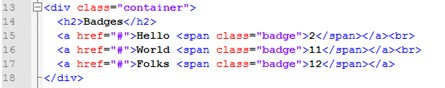 13 <div class="container">
14 <h2>Badges</h2>
15 <a href="#">Hello <span class="badge">2</span></a><br>
16 <a href="#">World <span class="badge">11</span></a><br>
17 <a href="#">Folks <span class="badge">12</span></a>
18 </div>